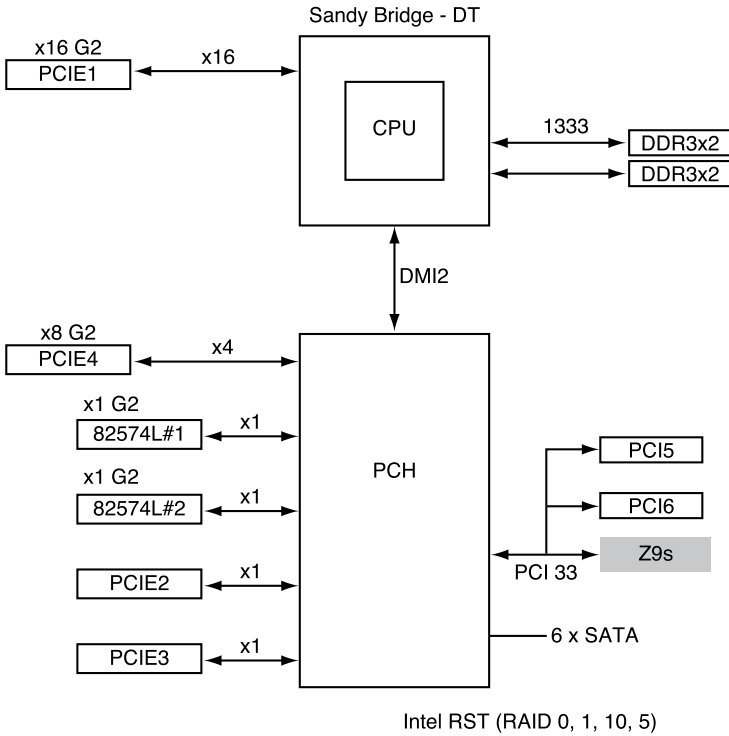 Sandy Bridge - DT
x16 G2
PCIE1
x16
CPU
1333
DDR3x2
DDR3x2
DMI2
x8 G2
PCIE4
x4
x1 G2
82574L#1
x1
x1 G2
82574L#2
x1
PCIE2
x1
PCIE3
x1
PCH
PCI5
PCI6
Z9s
PCI 33
6 x SATA
Intel RST (RAID 0, 1, 10, 5)